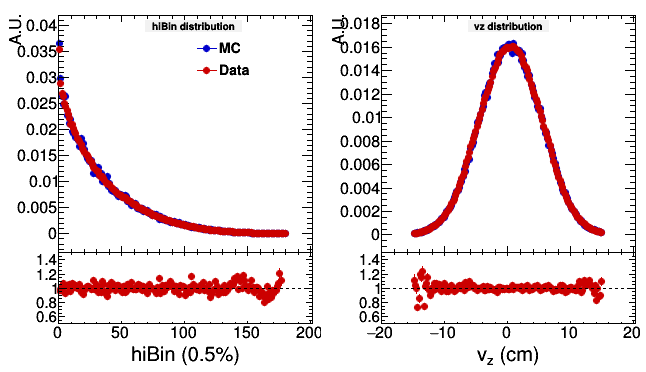 A.U.
hiBin distribution
MC
Data
0.04
0.035
0.03
0.025
0.02
0.015
0.01
0.005
0
1.4
1.2
1
0.8
0.6
0 50 100 150 200
hiBin (0.5%)
A.U.
vz distribution
0.018
0.016
0.014
0.012
0.01
0.008
0.006
0.004
0.002
0
1.4
1.2
1
0.8
0.6
−20 −10 0 10 20
vz (cm)